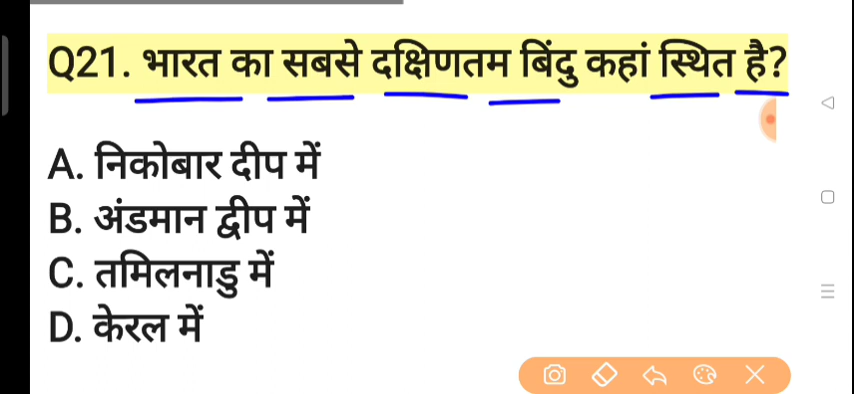 Q21. भारत का सबसे दक्षिणतम बिंदु कहां स्थित है?
A. निकोबार दीप में
B. अंडमान द्वीप में
C. तमिलनाडु में
D. केरल में